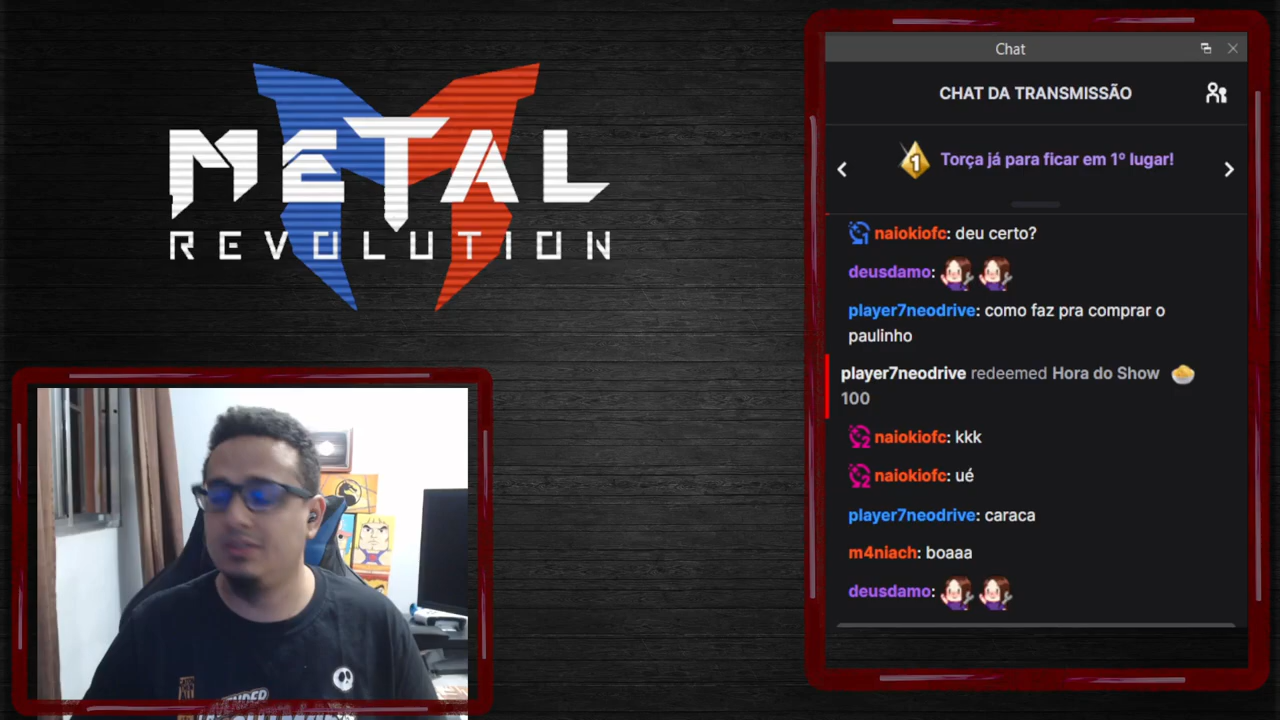 METAL
REVOLUTION
Chat
CHAT DA TRANSMISSÃO
1
Torça já para ficar em 1º lugar!
naiokiofc: deu certo?
deusdamo:
player7neodrive: como faz pra comprar o
paulinho
player7neodrive redeemed Hora do Show
100
naiokiofc: kkk
naiokiofc: ué
player7neodrive: caraca
m4niach: boaaa
deusdamo: